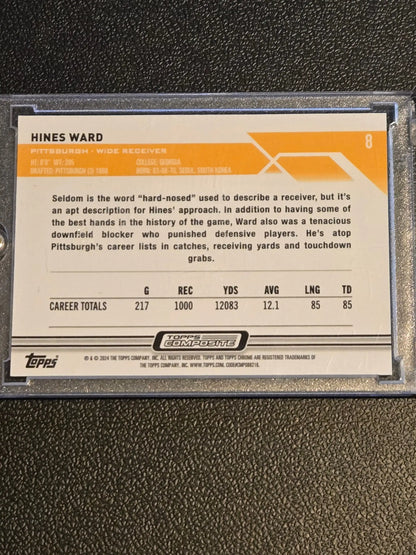 HINES WARD
8
PITTSBURGH • WIDE RECEIVER
HT: 6'0" WT: 205 COLLEGE: GEORGIA
DRAFTED: PITTSBURGH (3) 1998 BORN: 03-08-76, SEOUL, SOUTH KOREA
Seldom is the word "hard-nosed" used to describe a receiver, but it's
an apt description for Hines' approach. In addition to having some of
the best hands in the history of the game, Ward also was a tenacious
downfield blocker who punished defensive players. He's atop
Pittsburgh's career lists in catches, receiving yards and touchdown
grabs.
G REC YDS AVG LNG TD
CAREER TOTALS 217 1000 12083 12.1 85 85
TOPPS
COMPOSITE
Topps
® & © 2024 THE TOPPS COMPANY, INC. ALL RIGHTS RESERVED. TOPPS AND TOPPS CHROME ARE REGISTERED TRADEMARKS OF
THE TOPPS COMPANY, INC. WWW.TOPPS.COM.